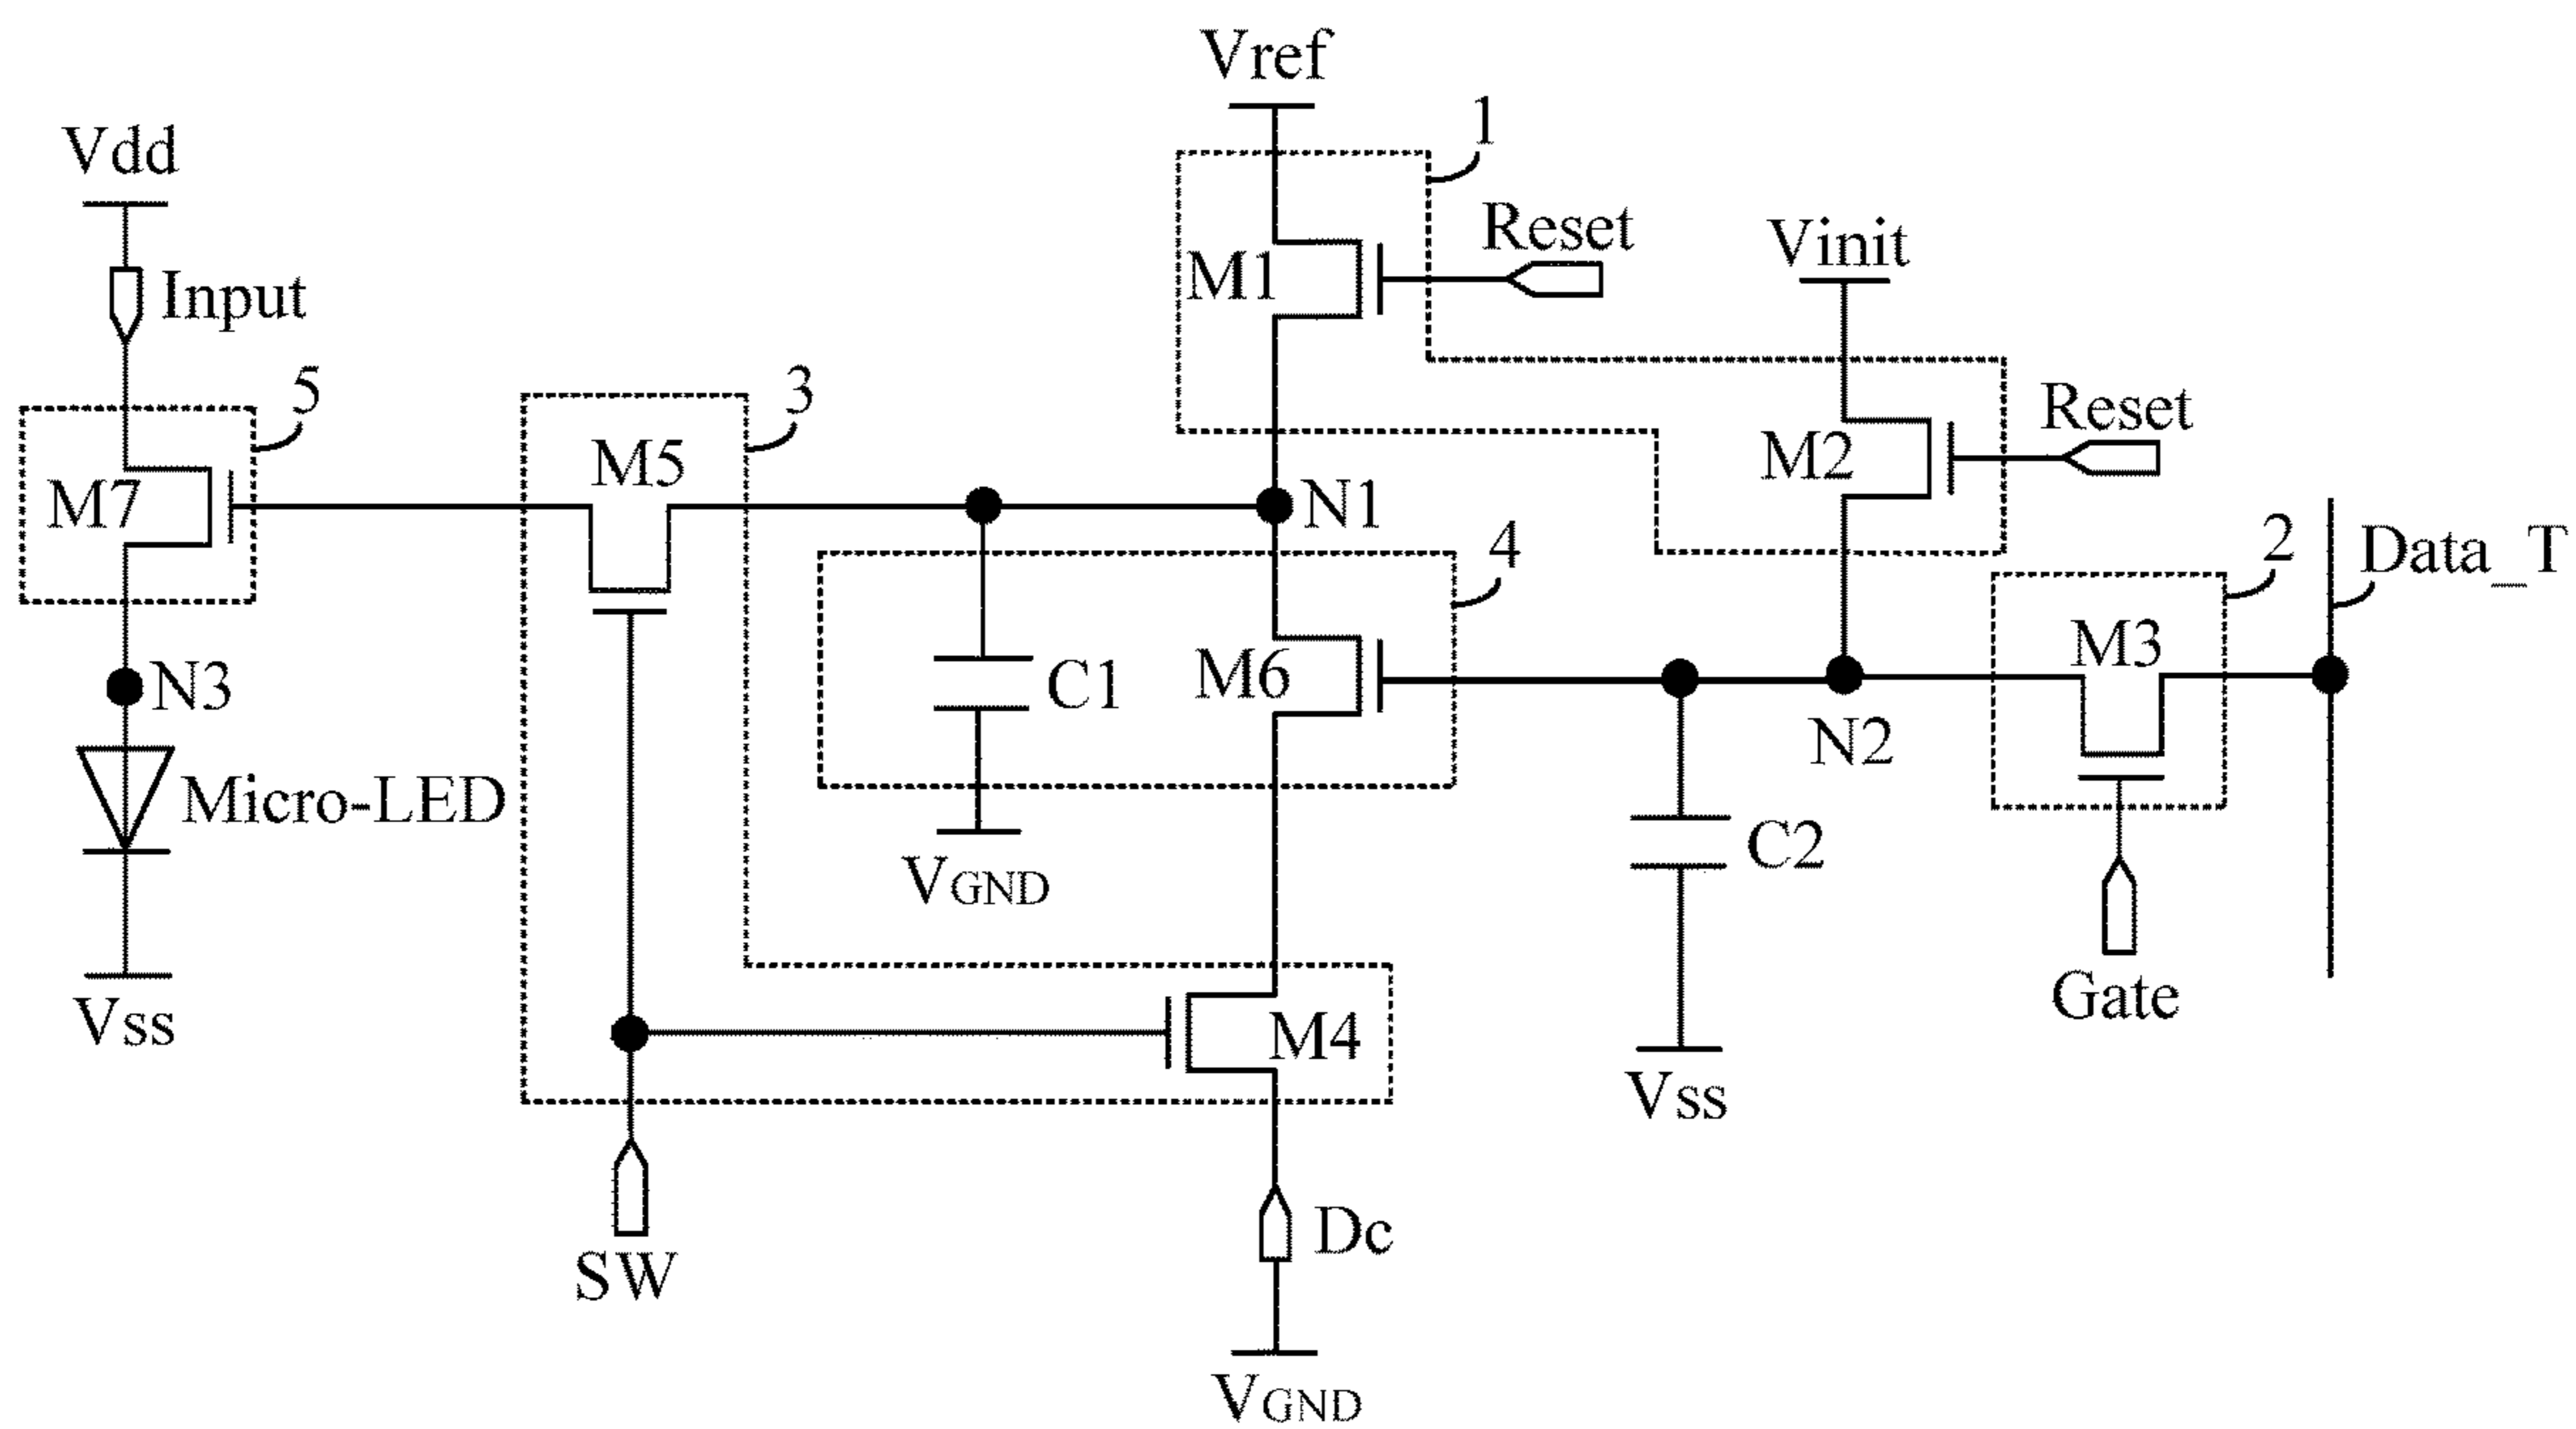 Vref
1
Vdd
Reset
Vinit
M1
Input
5
3
Reset
M5
M2
M7
N1
4
2
Data_T
M3
N3
C1
M6
N2
Micro-LED
C2
VGND
Vss
M4
Gate
Vss
Dc
SW
VGND